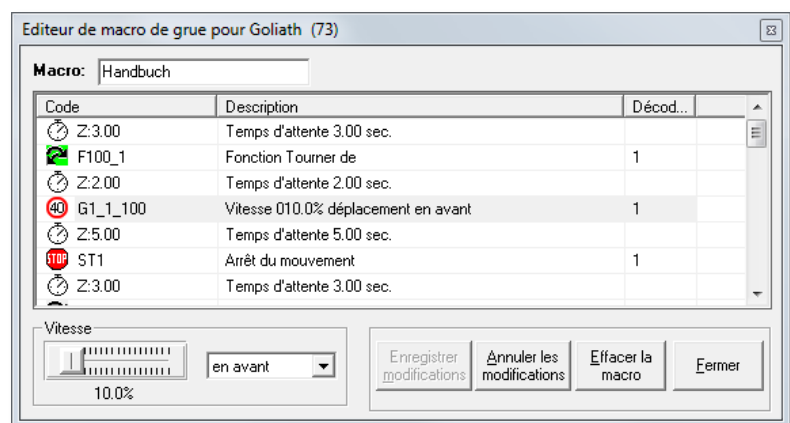 Editeur de macro de grue pour Goliath (73)
Macro: Handbuch
Code Description Décod...
Z:3.00 Temps d'attente 3.00 sec.
F100_1 Fonction Tourner de 1
Z:2.00 Temps d'attente 2.00 sec.
40 G1_1_100 Vitesse 010.0% déplacement en avant 1
Z:5.00 Temps d'attente 5.00 sec.
STOP ST1 Arrêt du mouvement 1
Z:3.00 Temps d'attente 3.00 sec.
Vitesse
10.0%
en avant
Enregistrer modifications
Annuler les modifications
Effacer la macro
Fermer